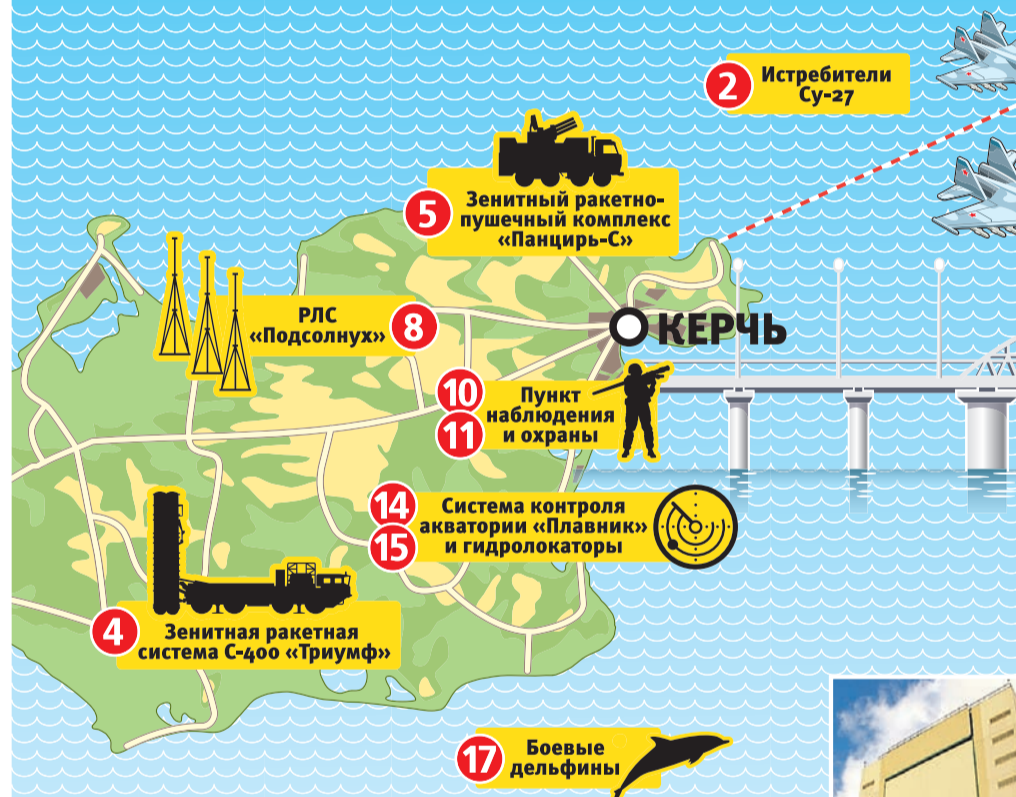 2
Истребители
Су-27
5
Зенитный ракетно-
пушечный комплекс
«Панцирь-С»
РЛС
«Подсолнух»
8
КЕРЧЬ
10
11
Пункт
наблюдения
и охраны
14
15
Система контроля
акватории «Плавник»
и гидролокаторы
4
Зенитная ракетная
система С-400 «Триумф»
17
Боевые
дельфины